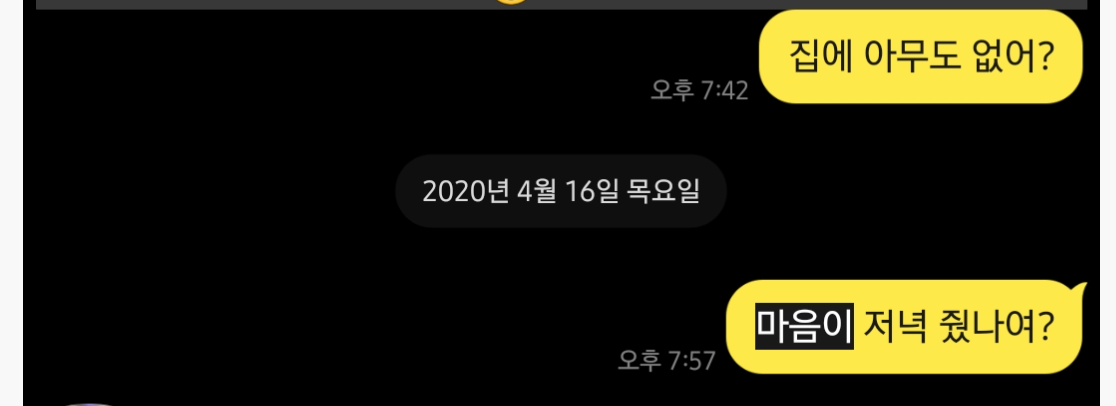 집에 아무도 없어?
오후 7:42
2020년 4월 16일 목요일
마음이 저녁 줬나여?
오후 7:57